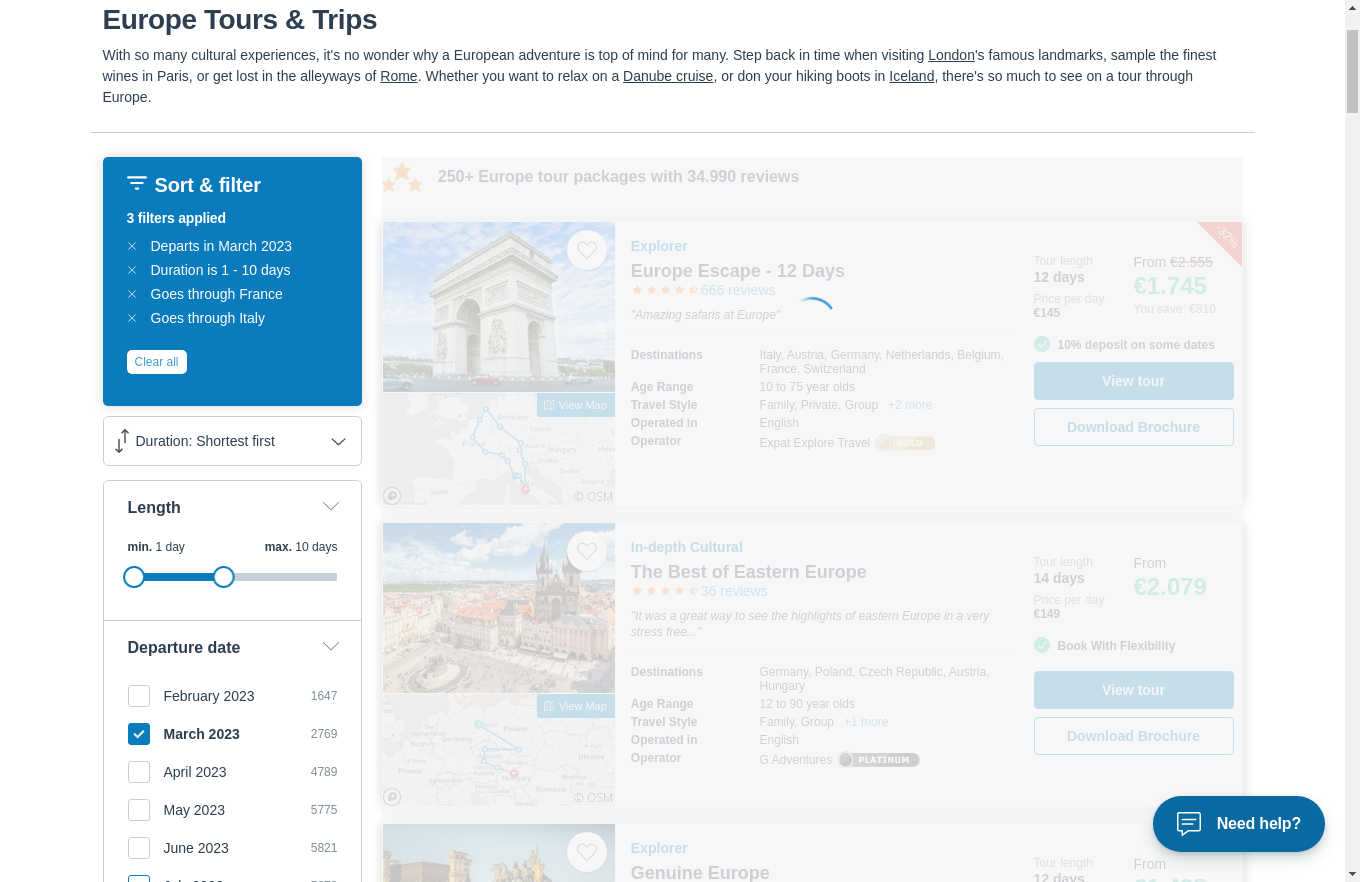 Europe Tours & Trips
With so many cultural experiences, it's no wonder why a European adventure is top of mind for many. Step back in time when visiting London's famous landmarks, sample the finest
wines in Paris, or get lost in the alleyways of Rome. Whether you want to relax on a Danube cruise, or don your hiking boots in Iceland, there's so much to see on a tour through
Europe.
Sort & filter
3 filters applied
Departs in March 2023
Duration is 1 - 10 days
Goes through France
Goes through Italy
Clear all
Duration: Shortest first
Length
min. 1 day
max. 10 days
Departure date
February 2023 1647
March 2023 2769
April 2023 4789
May 2023 5775
June 2023 5821
250+ Europe tour packages with 34.990 reviews
Explorer
Europe Escape - 12 Days
666 reviews
"Amazing safaris at Europe"
Destinations Italy, Austria, Germany, Netherlands, Belgium,
France, Switzerland
Age Range 10 to 75 year olds
Travel Style Family, Private, Group +2 more
Operated in English
Operator Expat Explore Travel GOLD
View Map
© OSM
-32%
Tour length
12 days
Price per day
€145
From €2.555
€1.745
You save: €810
10% deposit on some dates
View tour
Download Brochure
In-depth Cultural
The Best of Eastern Europe
36 reviews
"It was a great way to see the highlights of eastern Europe in a very
stress free..."
Destinations Germany, Poland, Czech Republic, Austria,
Hungary
Age Range 12 to 90 year olds
Travel Style Family, Group +1 more
Operated in English
Operator G Adventures PLATINUM
View Map
© OSM
Tour length
14 days
Price per day
€149
From
€2.079
Book With Flexibility
View tour
Download Brochure
Explorer
Genuine Europe
Tour length
12 days
From
Need help?